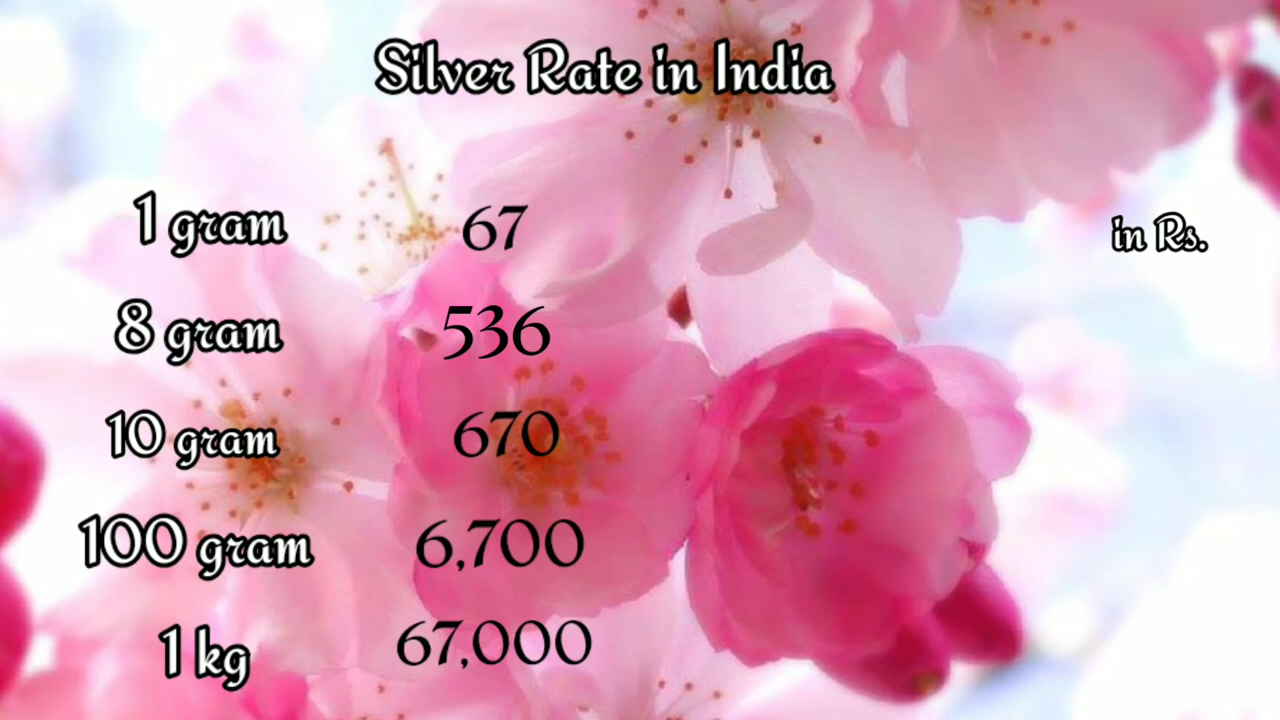 Silver Rate in India
in Rs.
1 gram 67
8 gram 536
10 gram 670
100 gram 6,700
1 kg 67,000